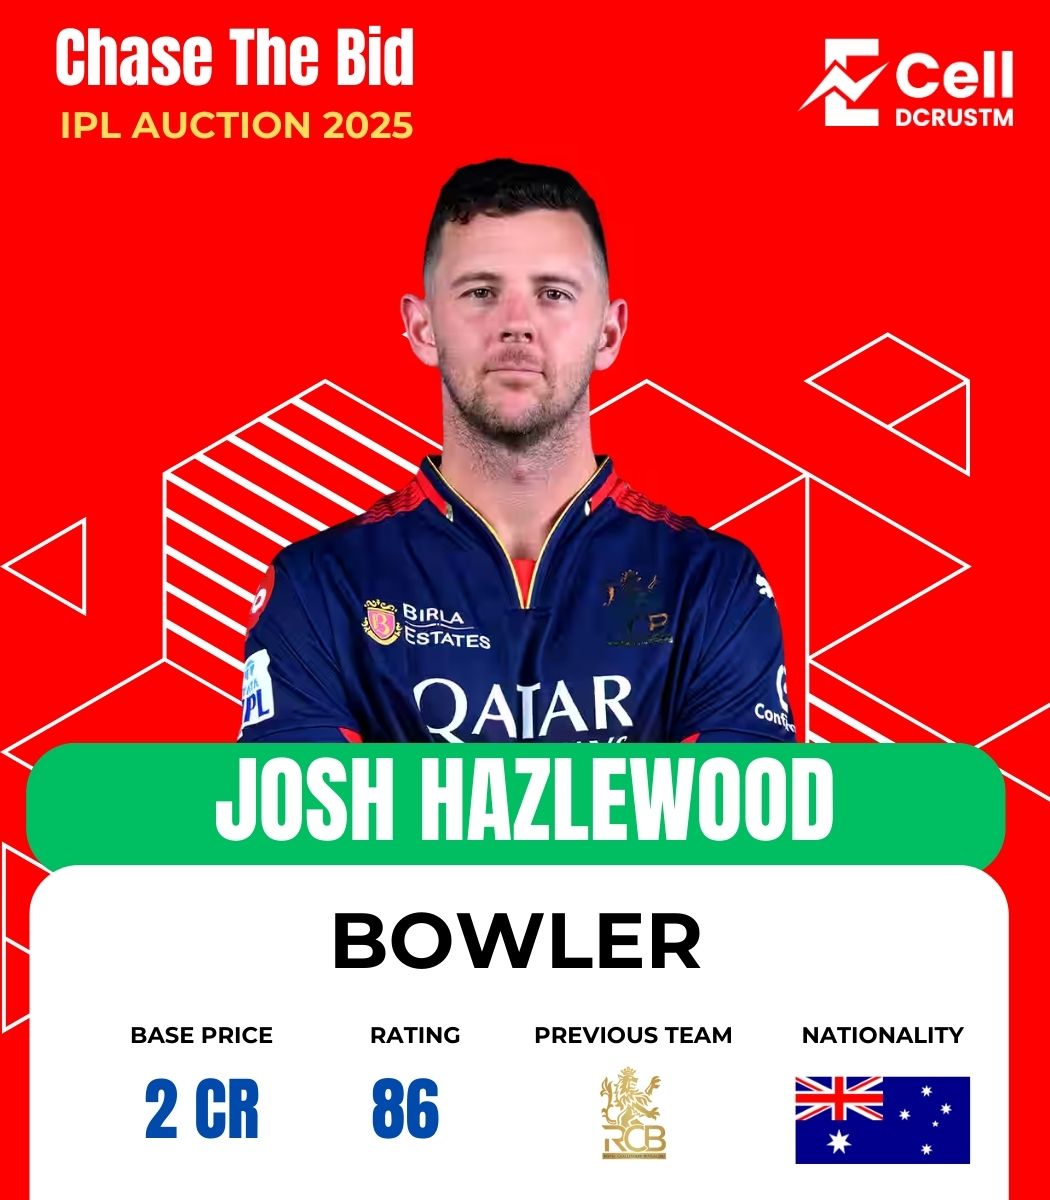 Chase The Bid
IPL AUCTION 2025
Cell
DCRUSTM
BIRLA
ESTATES
IPL
QATAR
JOSH HAZLEWOOD
BOWLER
BASE PRICE
RATING
PREVIOUS TEAM
NATIONALITY
2 CR
86
RCB